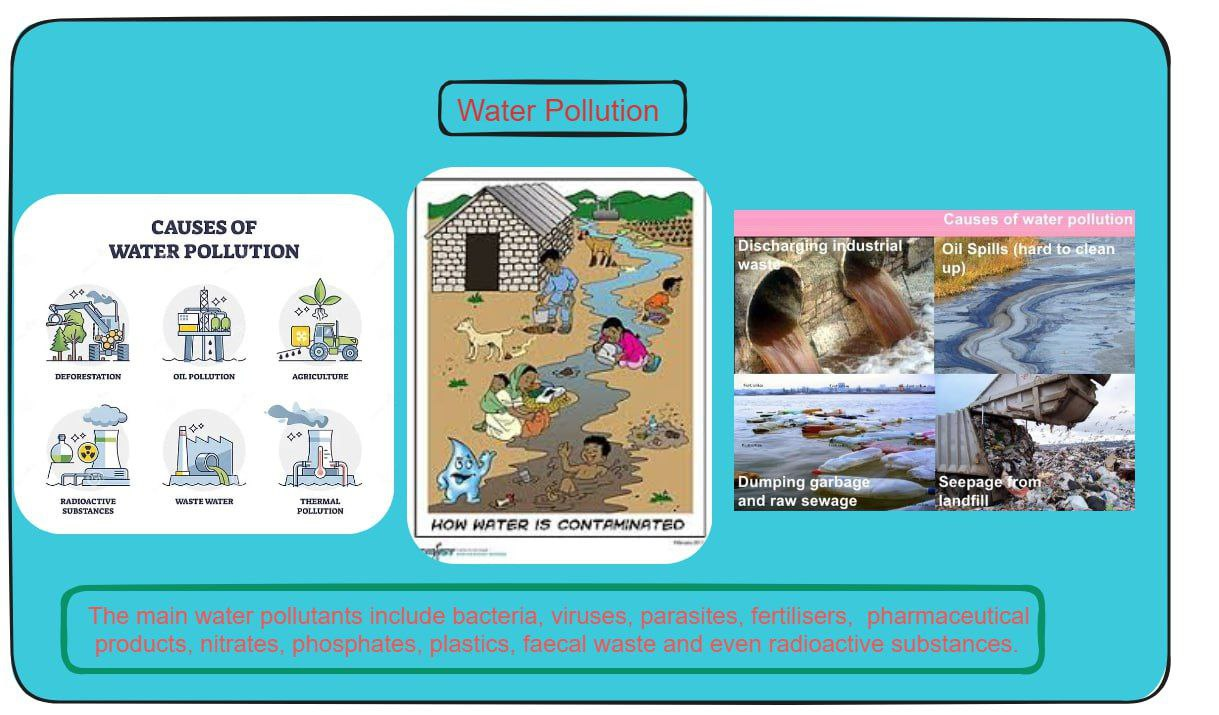 Water Pollution
CAUSES OF
WATER POLLUTION
DEFORESTATION
OIL POLLUTION
AGRICULTURE
RADIOACTIVE
SUBSTANCES
WASTE WATER
THERMAL
POLLUTION
HOW WATER IS CONTAMINATED
Causes of water pollution
Discharging industrial
waste
Oil Spills (hard to clean
up)
Dumping garbage
and raw sewage
Seepage from
landfill
The main water pollutants include bacteria, viruses, parasites, fertilisers, pharmaceutical
products, nitrates, phosphates, plastics, faecal waste and even radioactive substances.